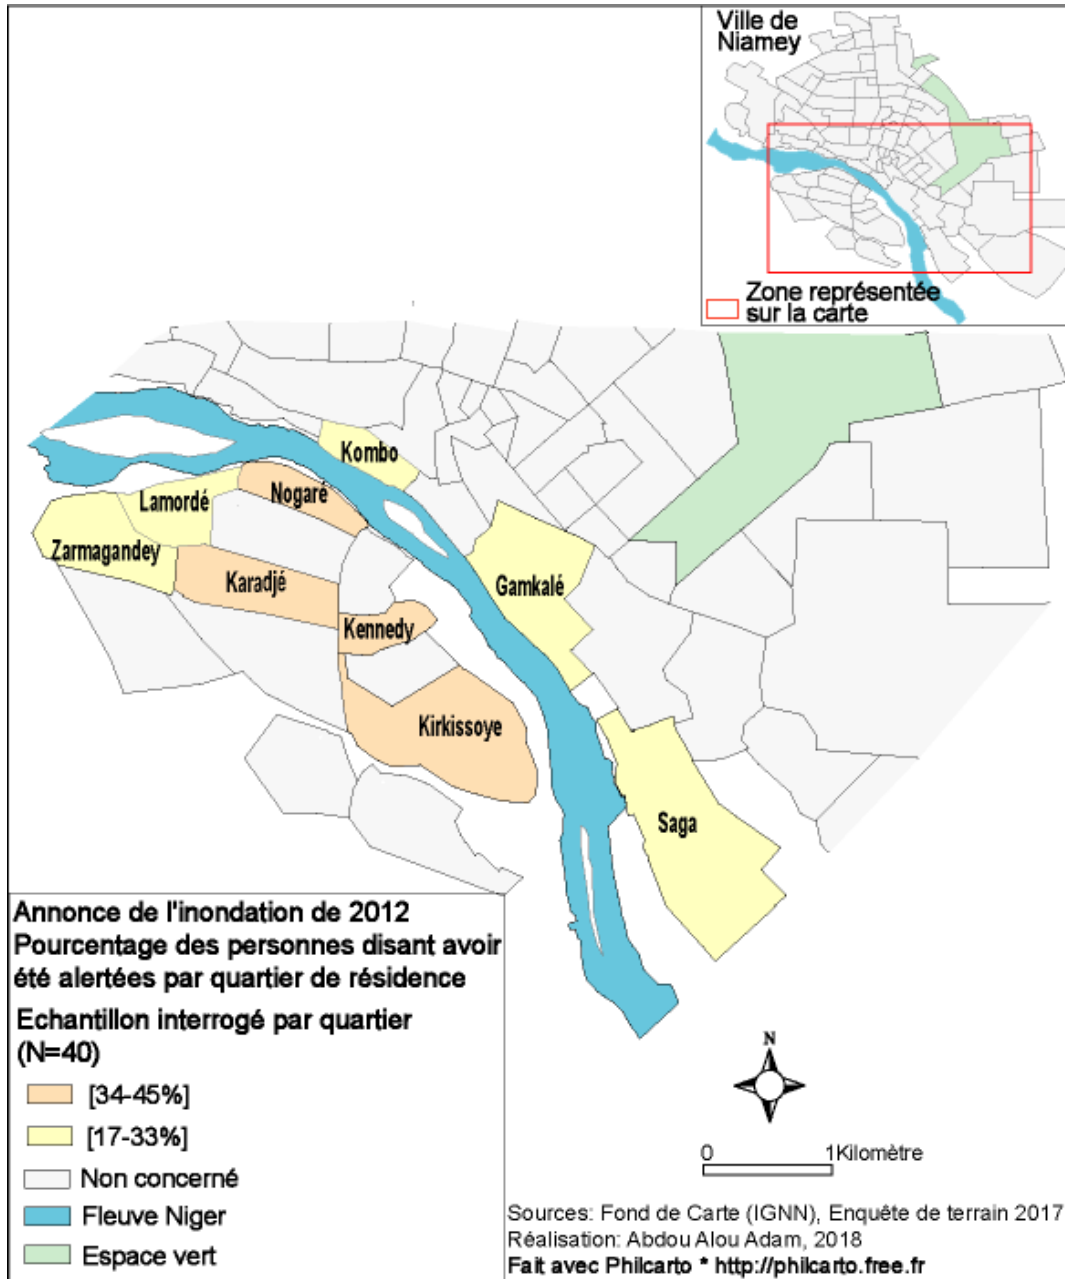 Ville de
Niamey
Zone représentée
sur la carte
Kombo
Nogaré
Lamordé
Zarmagandey
Karadjé
Gamkalé
Kennedy
Kirkissoye
Saga
Annonce de l'inondation de 2012
Pourcentage des personnes disant avoir
été alertées par quartier de résidence
Echantillon interrogé par quartier
(N=40)
[34-45%]
[17-33%]
Non concerné
Fleuve Niger
Espace vert
N
0 1Kilomètre
Sources: Fond de Carte (IGNN), Enquête de terrain 2017
Réalisation: Abdou Alou Adam, 2018
Fait avec Philcarto * http://philcarto.free.fr